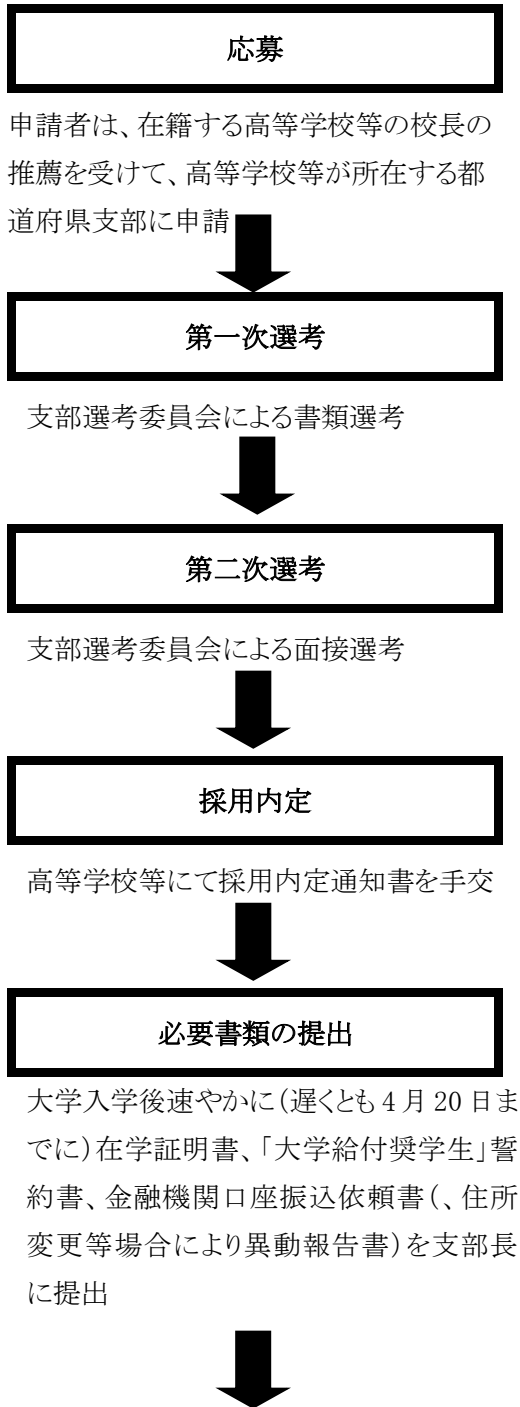 応募
申請者は、在籍する高等学校等の校長の
推薦を受けて、高等学校等が所在する都
道府県支部に申請
第一次選考
支部選考委員会による書類選考
第二次選考
支部選考委員会による面接選考
採用内定
高等学校等にて採用内定通知書を手交
必要書類の提出
大学入学後速やかに(遅くとも4月20日ま
でに)在学証明書、「大学給付奨学生」誓
約書、金融機関口座振込依頼書(、住所
変更等場合により異動報告書)を支部長
に提出